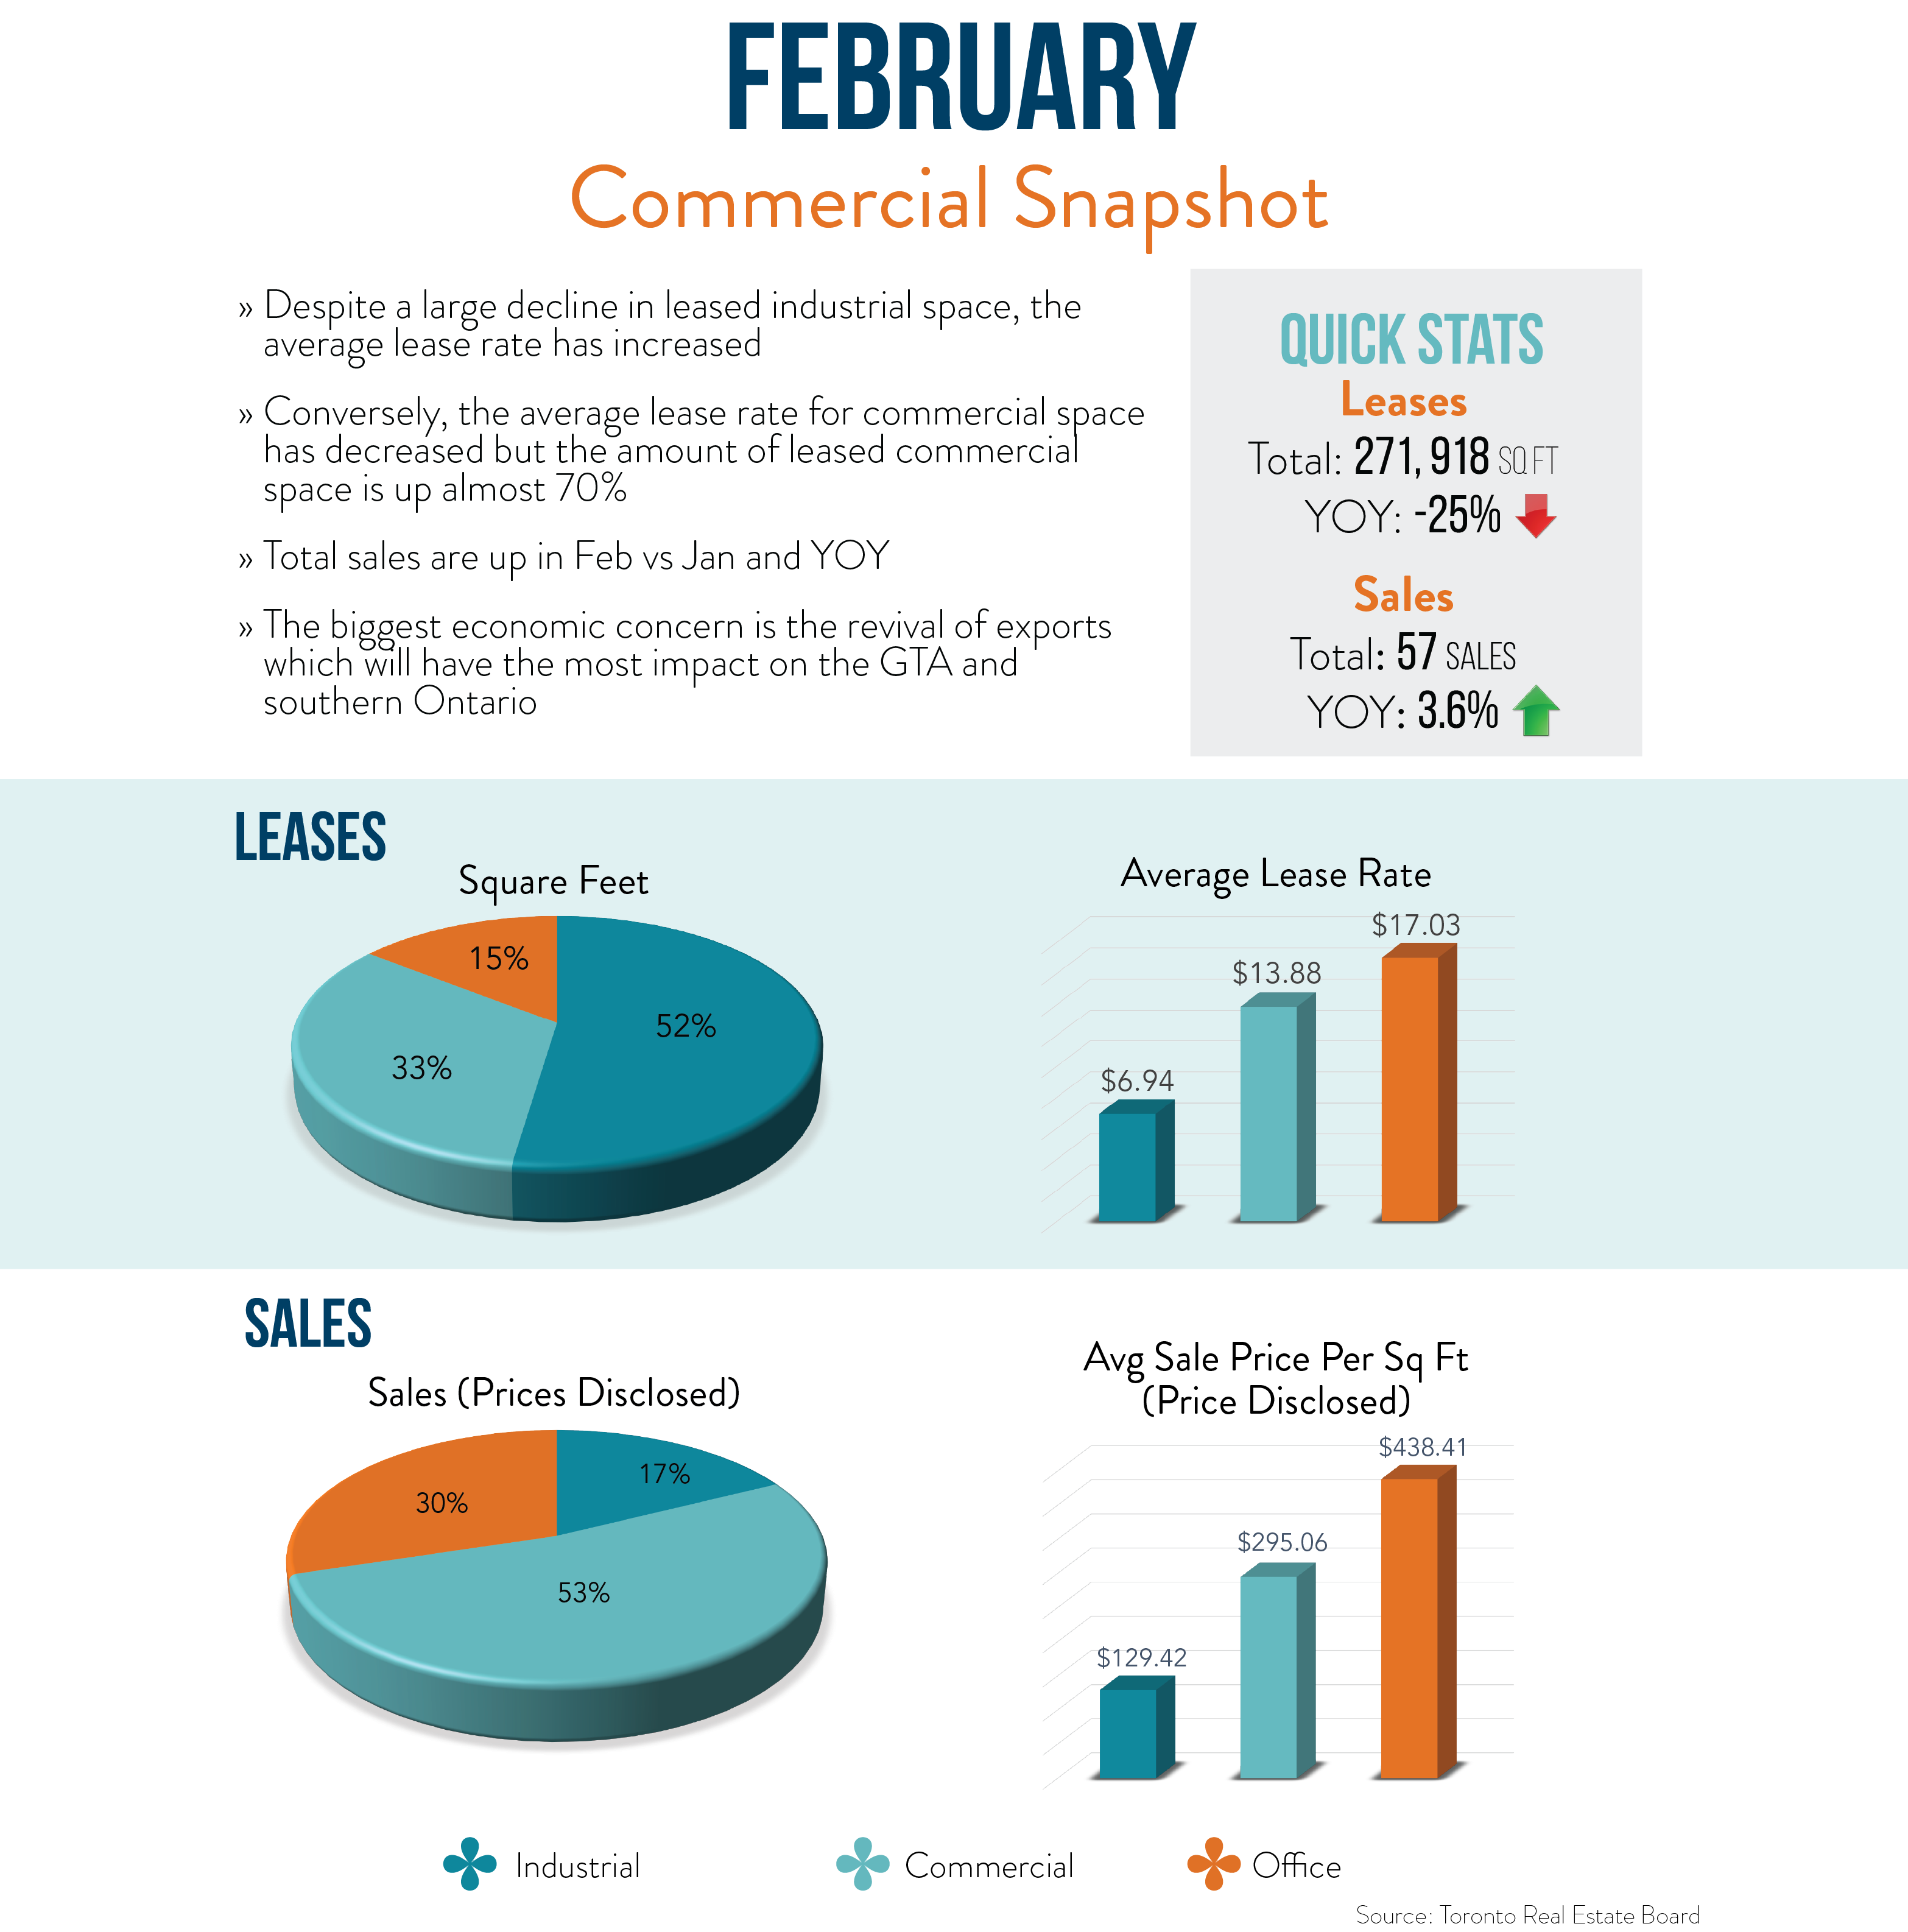 FEBRUARY
Commercial Snapshot
» Despite a large decline in leased industrial space, the
average lease rate has increased
» Conversely, the average lease rate for commercial space
has decreased but the amount of leased commercial
space is up almost 70%
» Total sales are up in Feb vs Jan and YOY
» The biggest economic concern is the revival of exports
which will have the most impact on the GTA and
southern Ontario
QUICK STATS
Leases
Total: 271, 918 SQ FT
YOY: -25%
Sales
Total: 57 SALES
YOY: 3.6%
LEASES
Square Feet
15%
52%
33%
Average Lease Rate
$6.94
$13.88
$17.03
SALES
Sales (Prices Disclosed)
17%
30%
53%
Avg Sale Price Per Sq Ft
(Price Disclosed)
$129.42
$295.06
$438.41
Industrial
Commercial
Office
Source: Toronto Real Estate Board